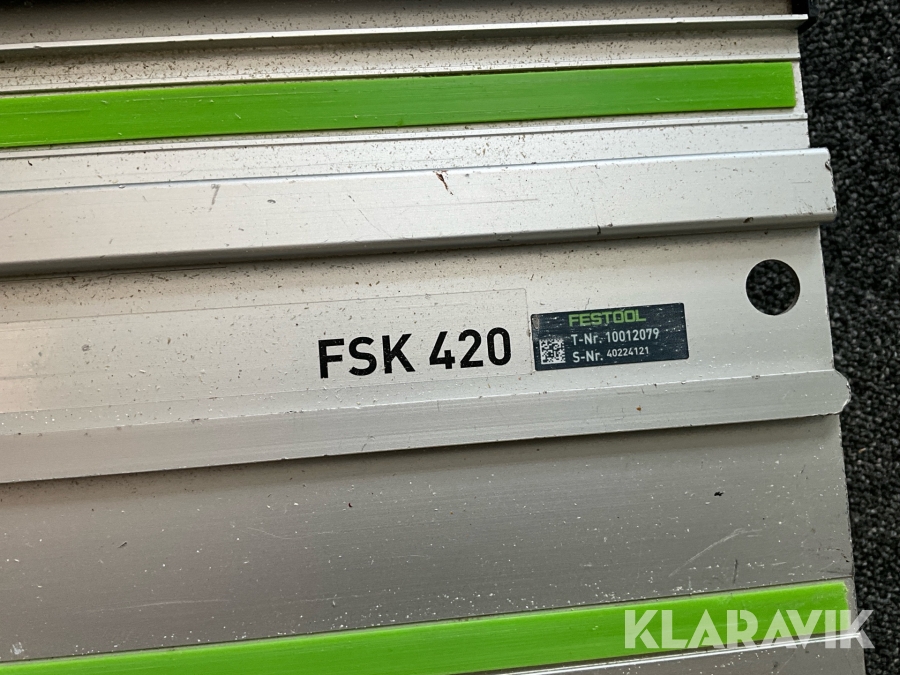 FSK 420
FESTOOL
T-Nr. 10012079
S-Nr. 40224121
KLARAVIK